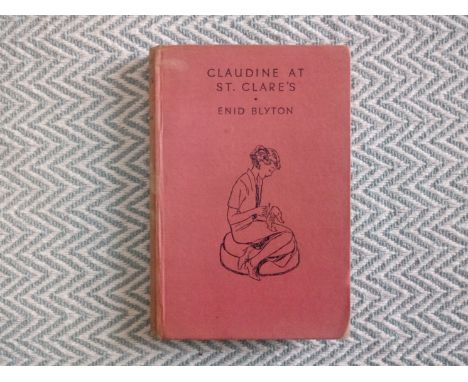 CLAUDINE AT
ST. CLARE'S
•
ENID BLYTON